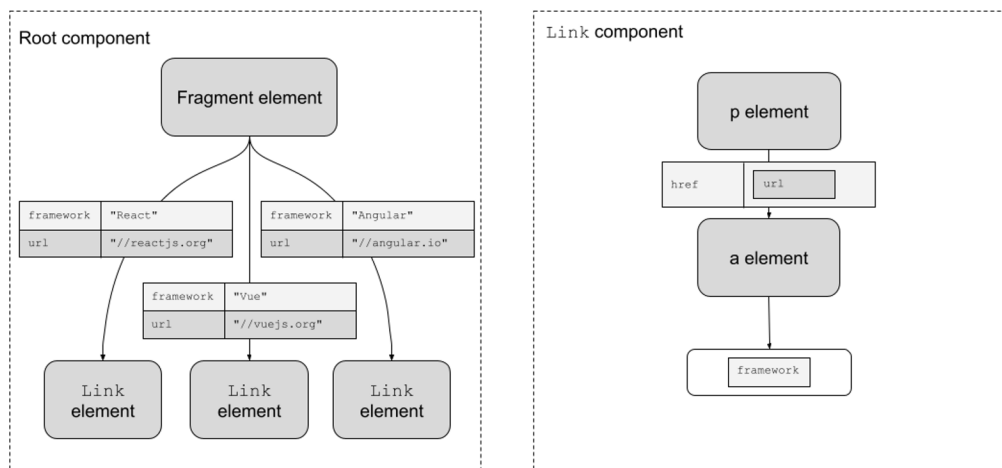 Root component
Fragment element
framework "React"
url "//reactjs.org"
framework "Angular"
url "//angular.io"
framework "Vue"
url "//vuejs.org"
Link
element
Link
element
Link
element
Link component
p element
href url
a element
framework